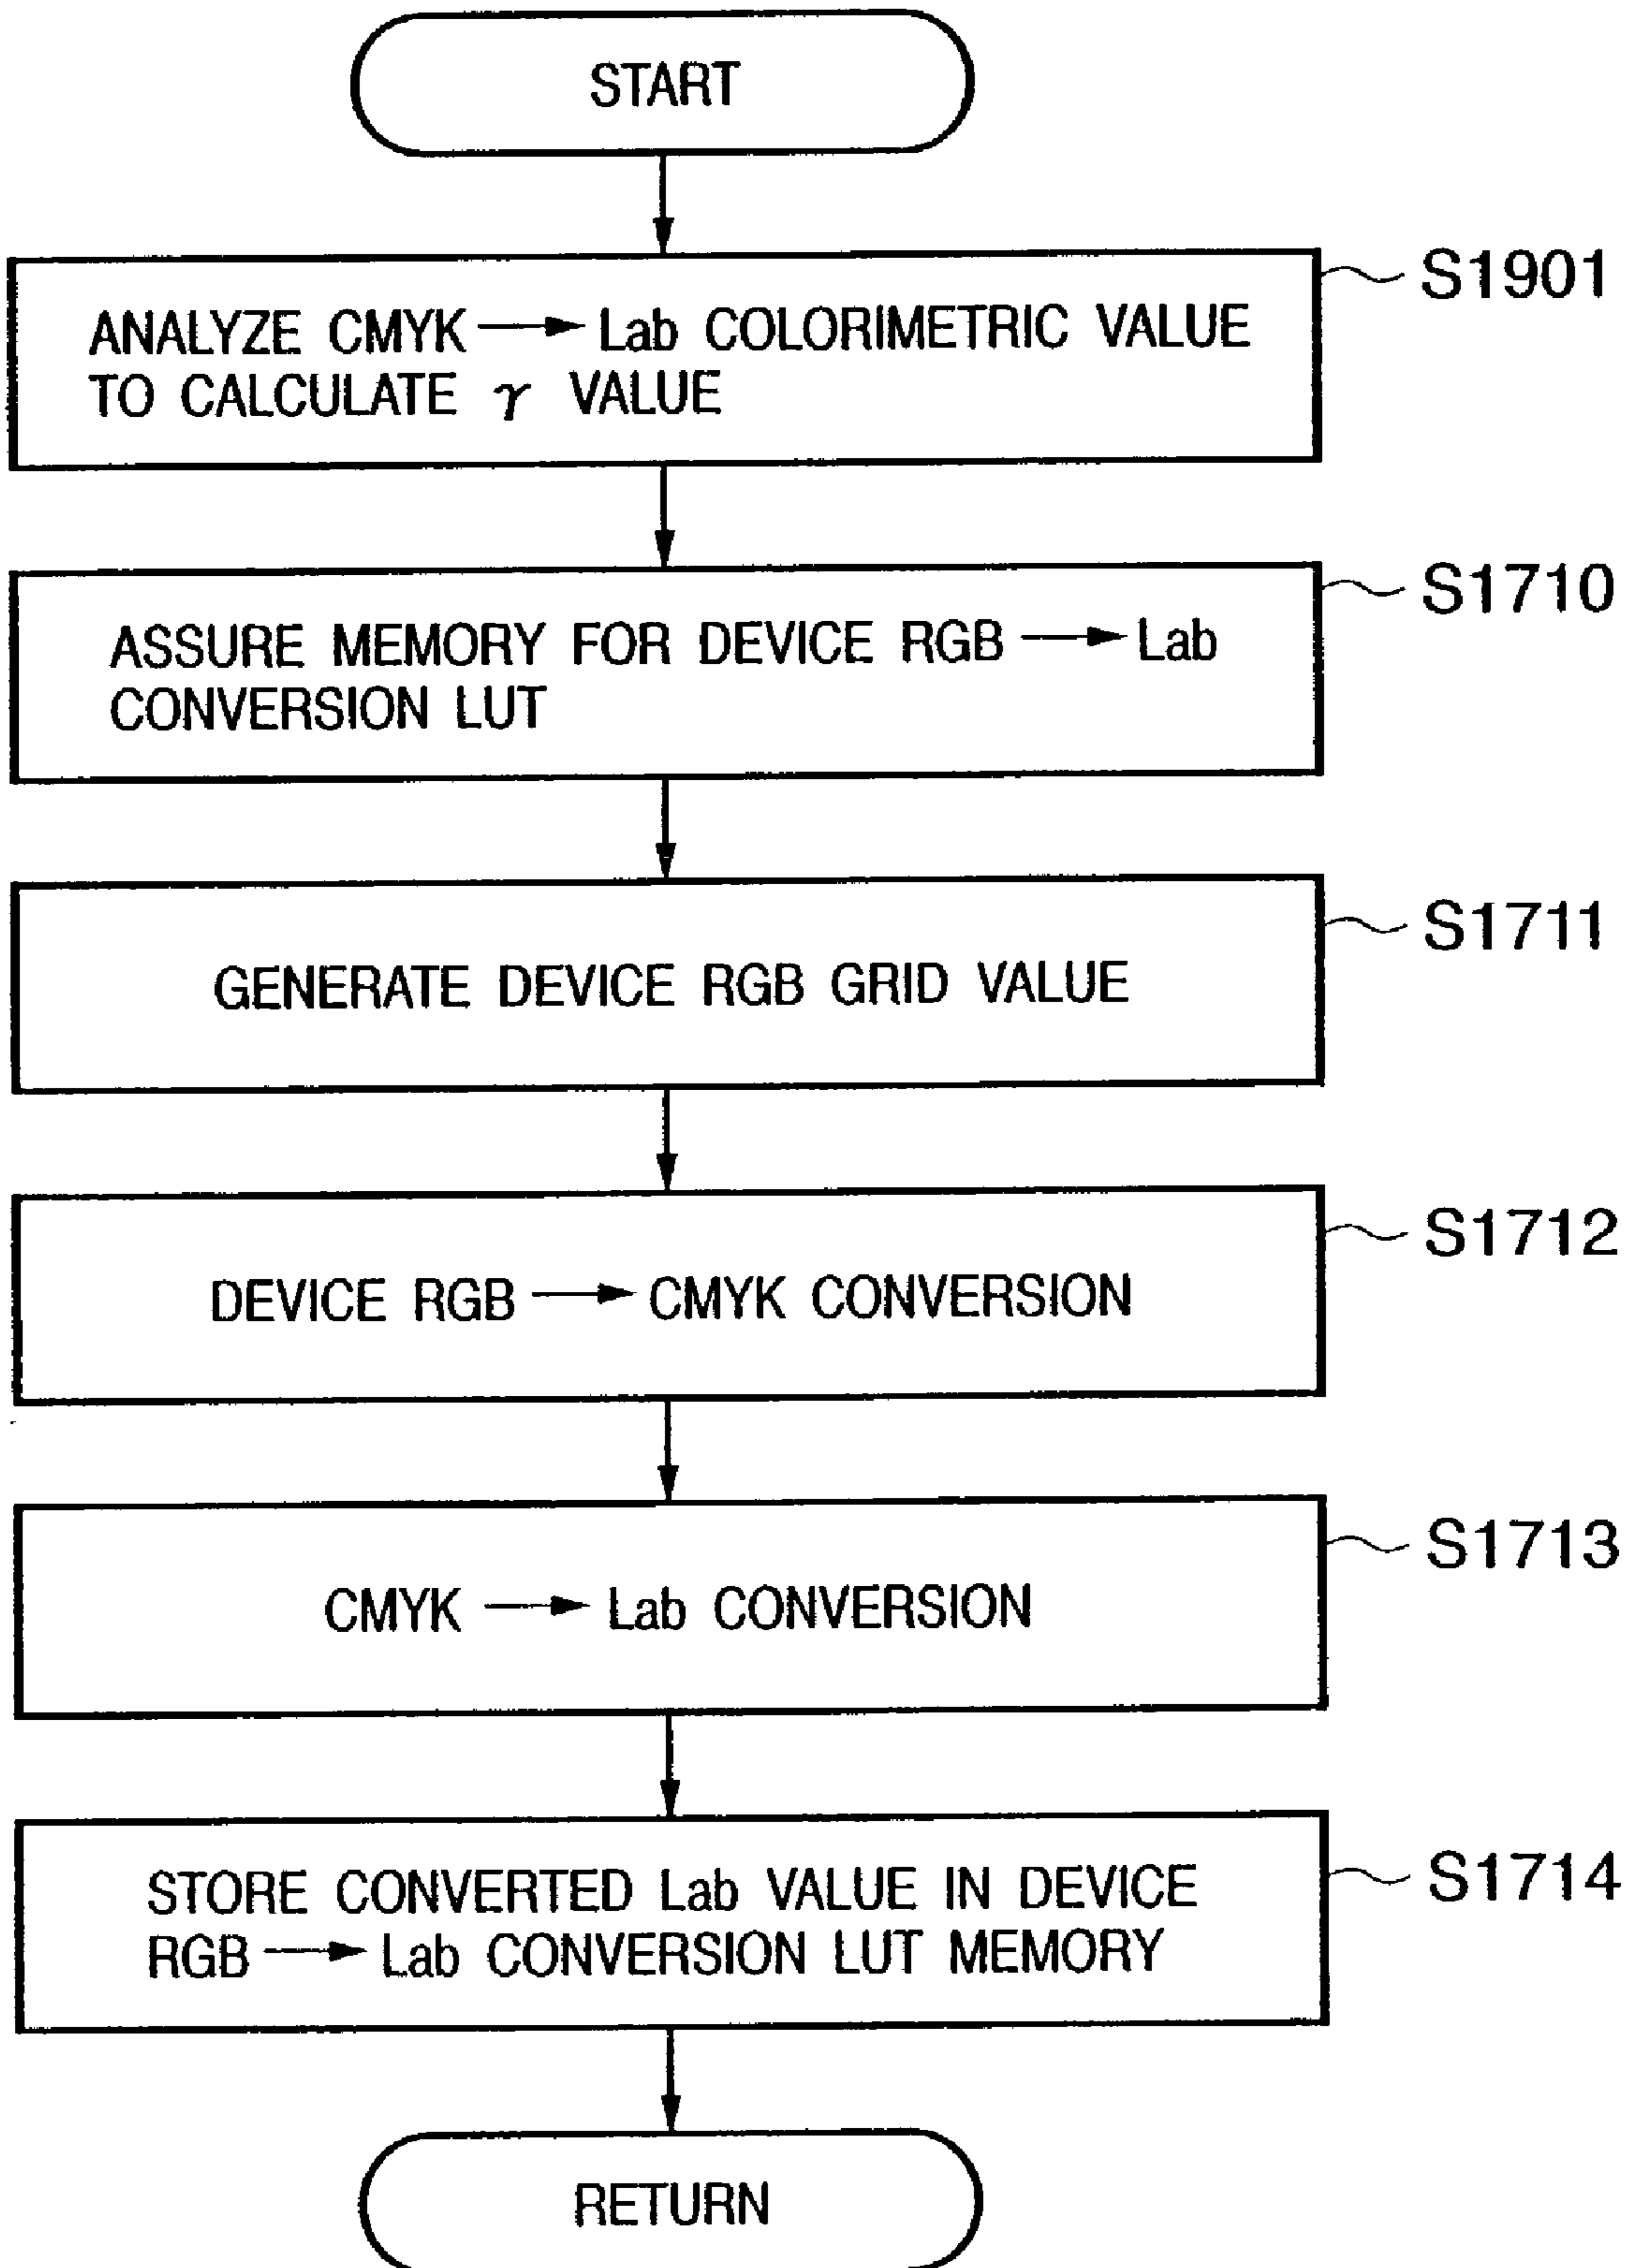 START
S1901
ANALYZE CMYK → Lab COLORIMETRIC VALUE
TO CALCULATE γ VALUE
S1710
ASSURE MEMORY FOR DEVICE RGB → Lab
CONVERSION LUT
S1711
GENERATE DEVICE RGB GRID VALUE
S1712
DEVICE RGB → CMYK CONVERSION
S1713
CMYK → Lab CONVERSION
S1714
STORE CONVERTED Lab VALUE IN DEVICE
RGB → Lab CONVERSION LUT MEMORY
RETURN